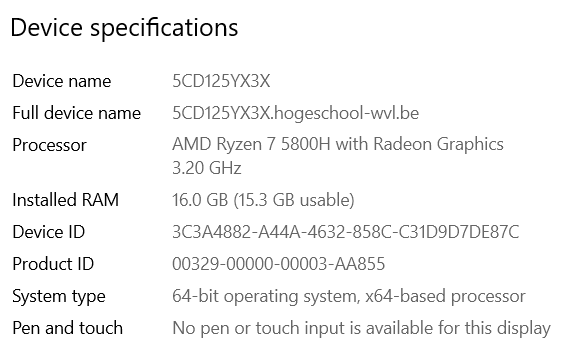 Device specifications
Device name 5CD125YX3X
Full device name 5CD125YX3X.hogeschool-wvl.be
Processor AMD Ryzen 7 5800H with Radeon Graphics
3.20 GHz
Installed RAM 16.0 GB (15.3 GB usable)
Device ID 3C3A4882-A44A-4632-858C-C31D9D7DE87C
Product ID 00329-00000-00003-AA855
System type 64-bit operating system, x64-based processor
Pen and touch No pen or touch input is available for this display